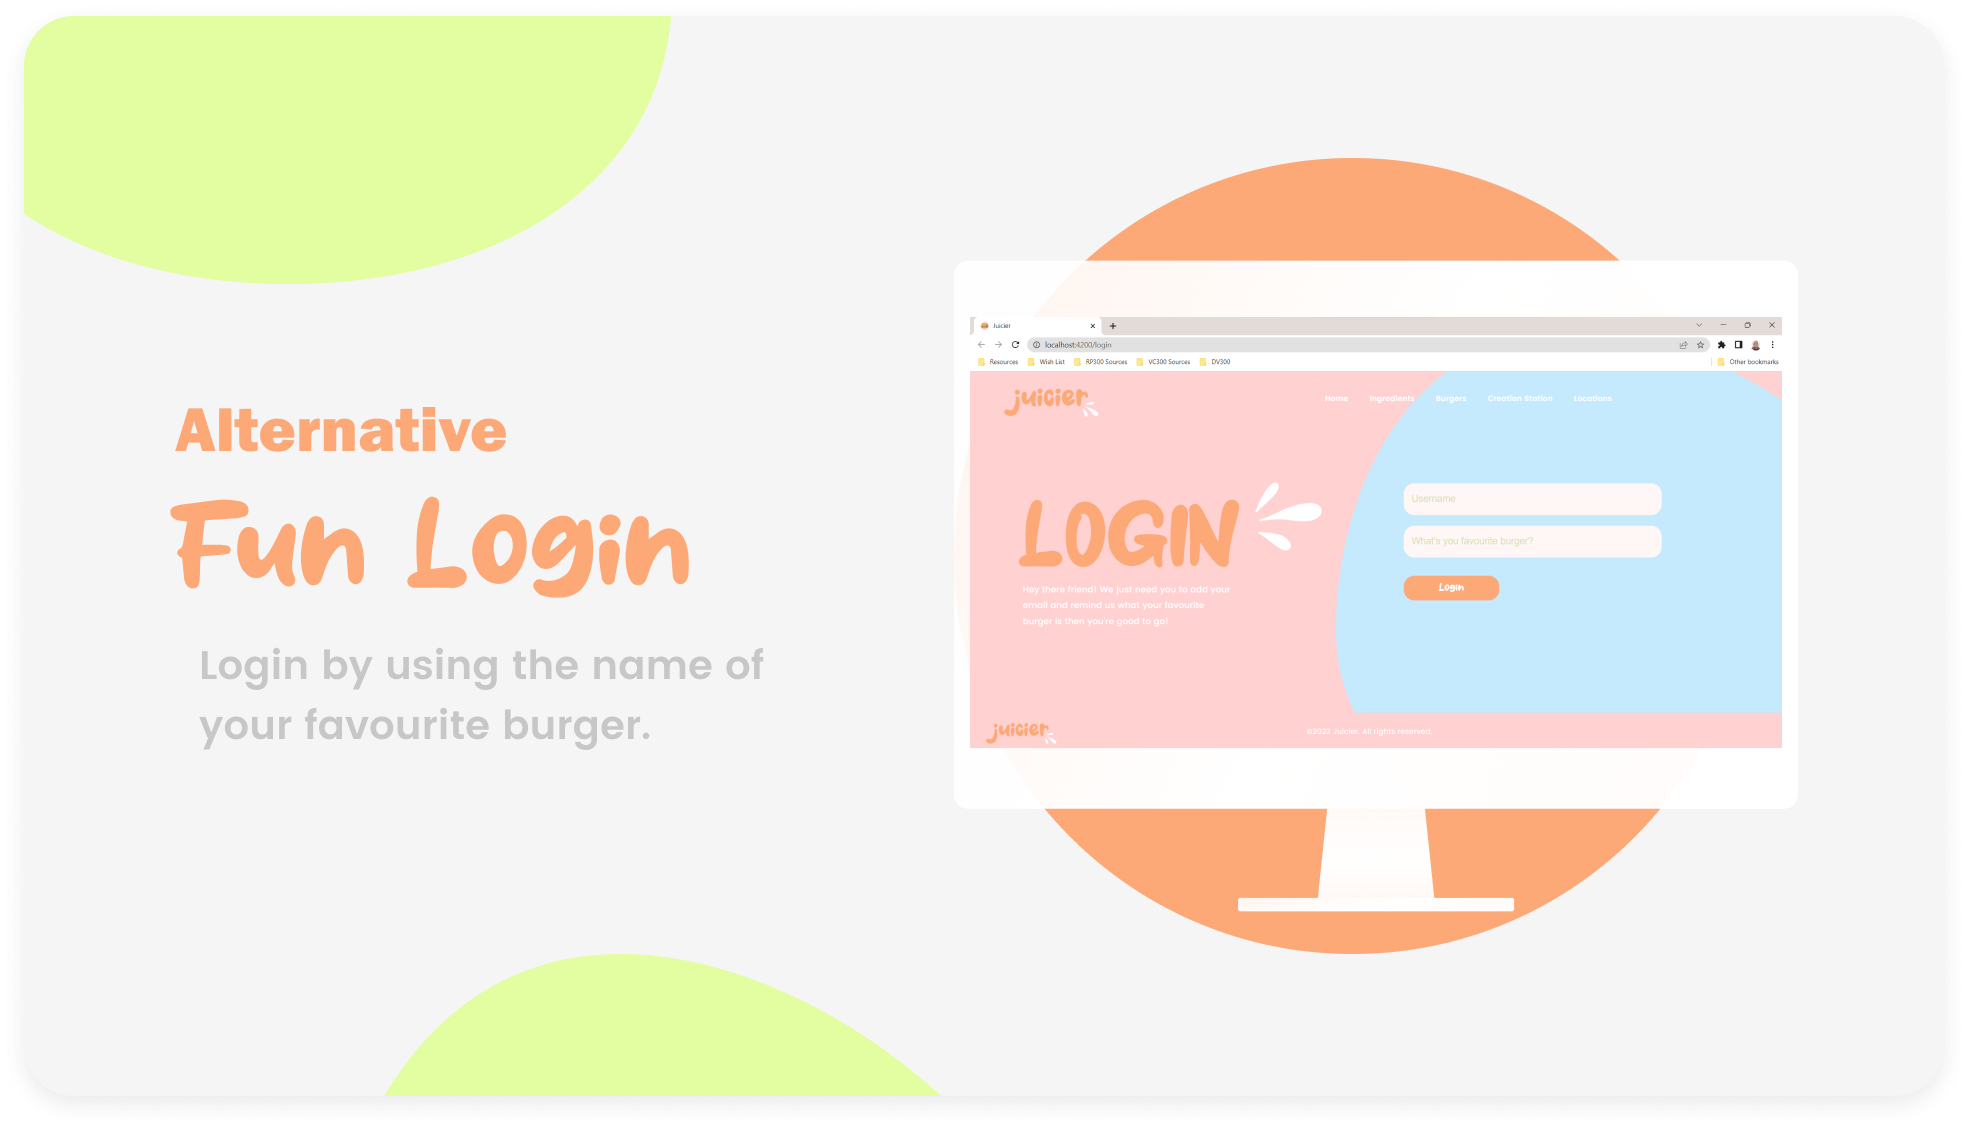 Alternative
Fun Login
Login by using the name of
your favourite burger.
Juicier
localhost:4200/login
Resources Wish List RP300 Sources VC300 Sources DV300 Other bookmarks
juicier
Home Ingredients Burgers Creation Station Locations
LOGIN
Hey there friend! We just need you to add your
email and remind us what your favourite
burger is then you're good to go!
Username
What's you favourite burger?
Login
juicier
©2023 Juicier. All rights reserved.